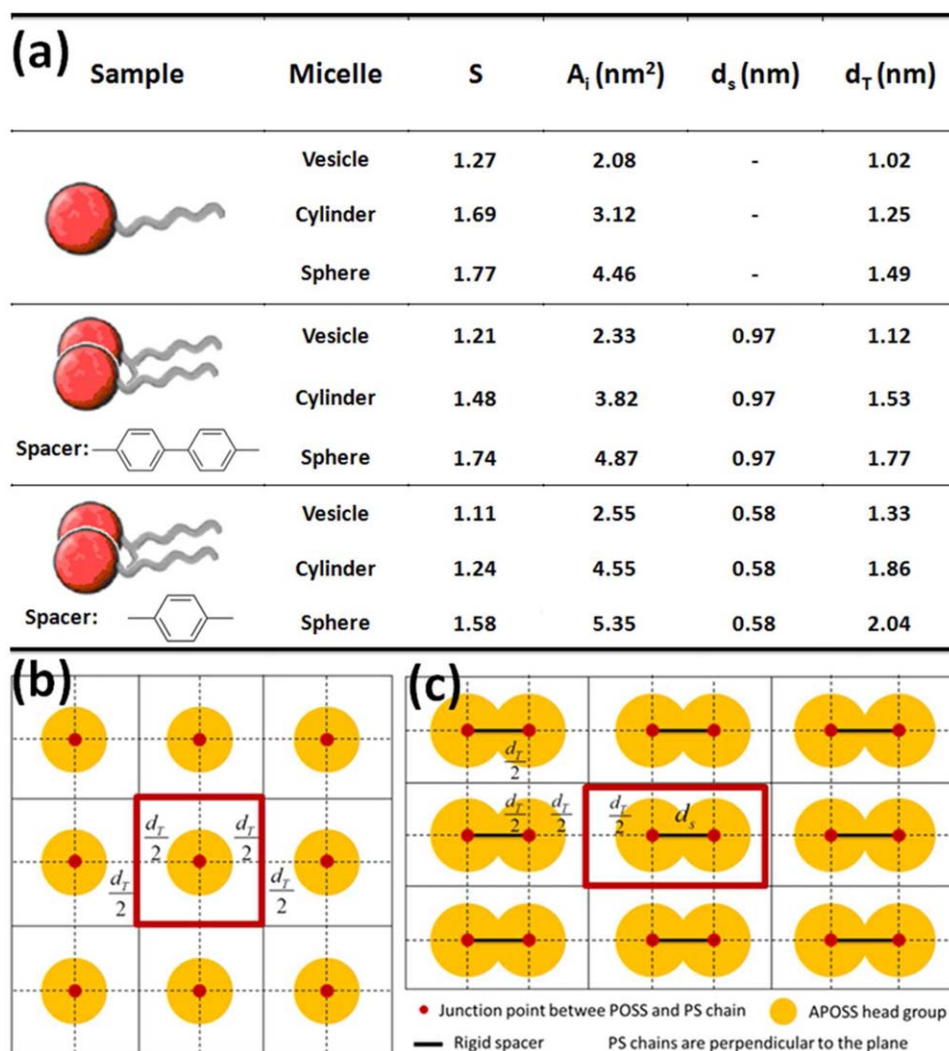 (a)
Sample Micelle S Aᵢ (nm²) dₛ (nm) d_T (nm)
Vesicle 1.27 2.08 - 1.02
Cylinder 1.69 3.12 - 1.25
Sphere 1.77 4.46 - 1.49
Vesicle 1.21 2.33 0.97 1.12
Cylinder 1.48 3.82 0.97 1.53
Spacer: Sphere 1.74 4.87 0.97 1.77
Vesicle 1.11 2.55 0.58 1.33
Cylinder 1.24 4.55 0.58 1.86
Spacer: Sphere 1.58 5.35 0.58 2.04
(b)
d_T/2 d_T/2
d_T/2 d_T/2
(c)
d_T/2
d_T/2 d_T/2 d_T/2 dₛ
Junction point betwee POSS and PS chain APOSS head group
Rigid spacer PS chains are perpendicular to the plane